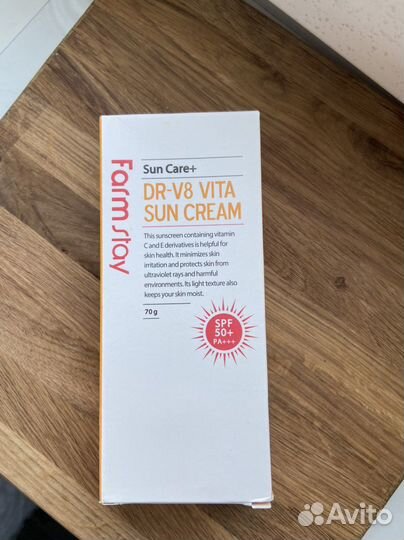 Farm stay
Sun Care+
DR-V8 VITA
SUN CREAM
This sunscreen containing vitamin
C and E derivatives is helpful for
skin health. It minimizes skin
irritation and protects skin from
ultraviolet rays and harmful
environments. Its light texture also
keeps your skin moist.
70 g
SPF
50+
PA+++
Avito